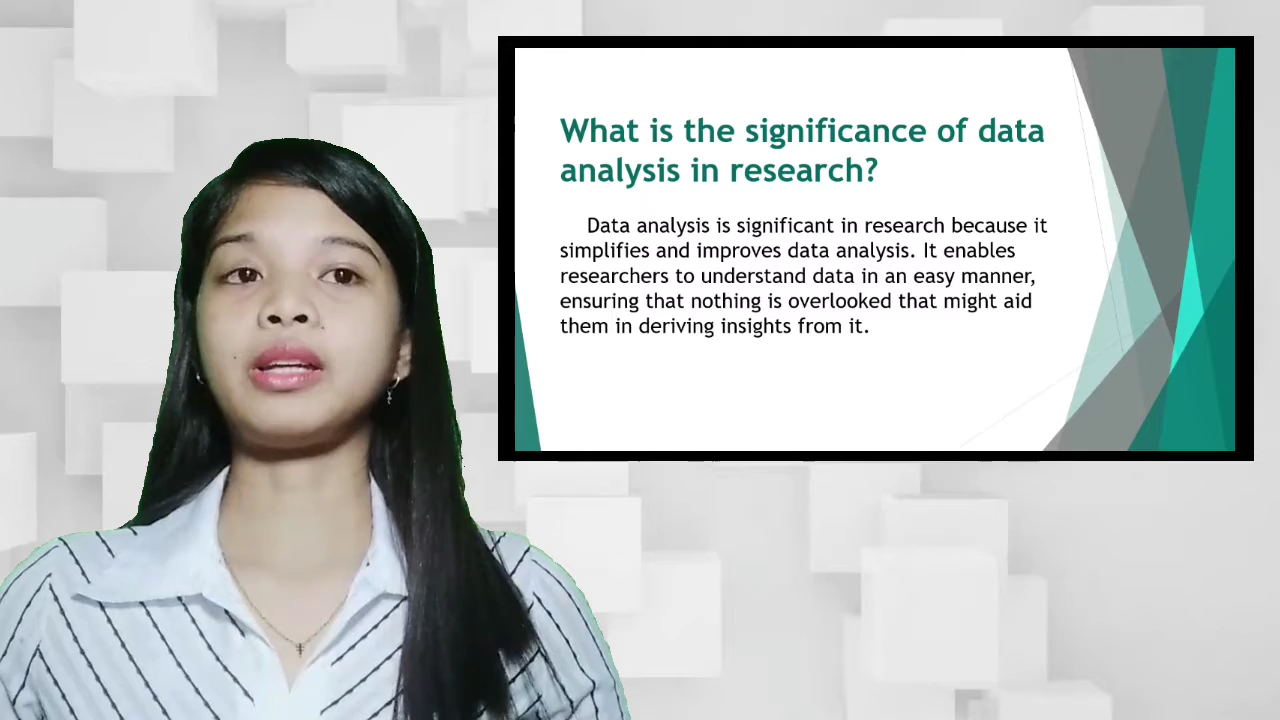 What is the significance of data
analysis in research?
Data analysis is significant in research because it
simplifies and improves data analysis. It enables
researchers to understand data in an easy manner,
ensuring that nothing is overlooked that might aid
them in deriving insights from it.